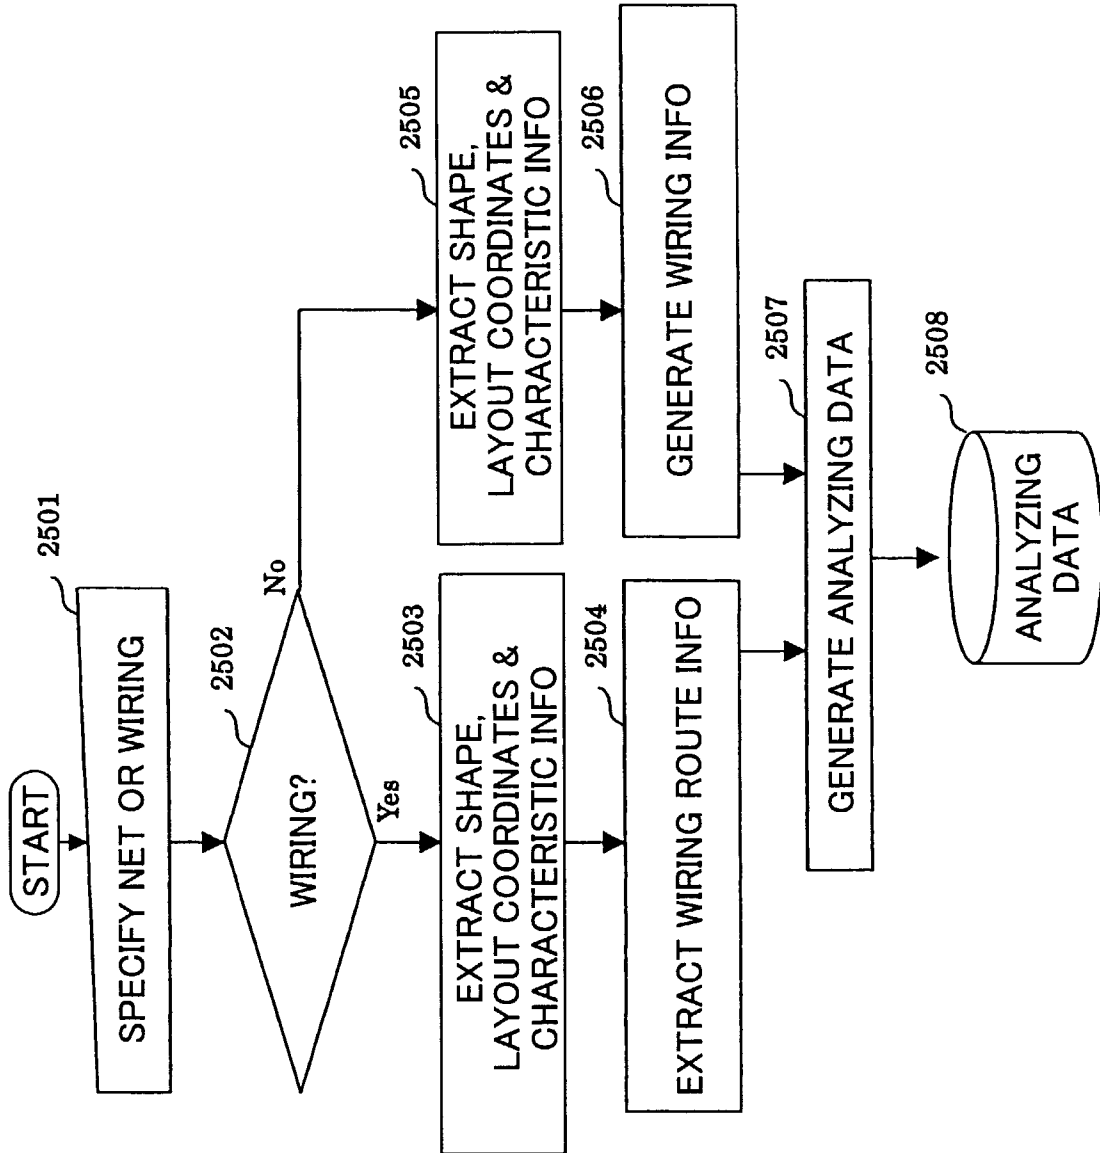 START
2501
SPECIFY NET OR WIRING
2502
WIRING?
No
Yes
2503
EXTRACT SHAPE,
LAYOUT COORDINATES &
CHARACTERISTIC INFO
2504
EXTRACT WIRING ROUTE INFO
2505
EXTRACT SHAPE,
LAYOUT COORDINATES &
CHARACTERISTIC INFO
2506
GENERATE WIRING INFO
2507
GENERATE ANALYZING DATA
2508
ANALYZING
DATA